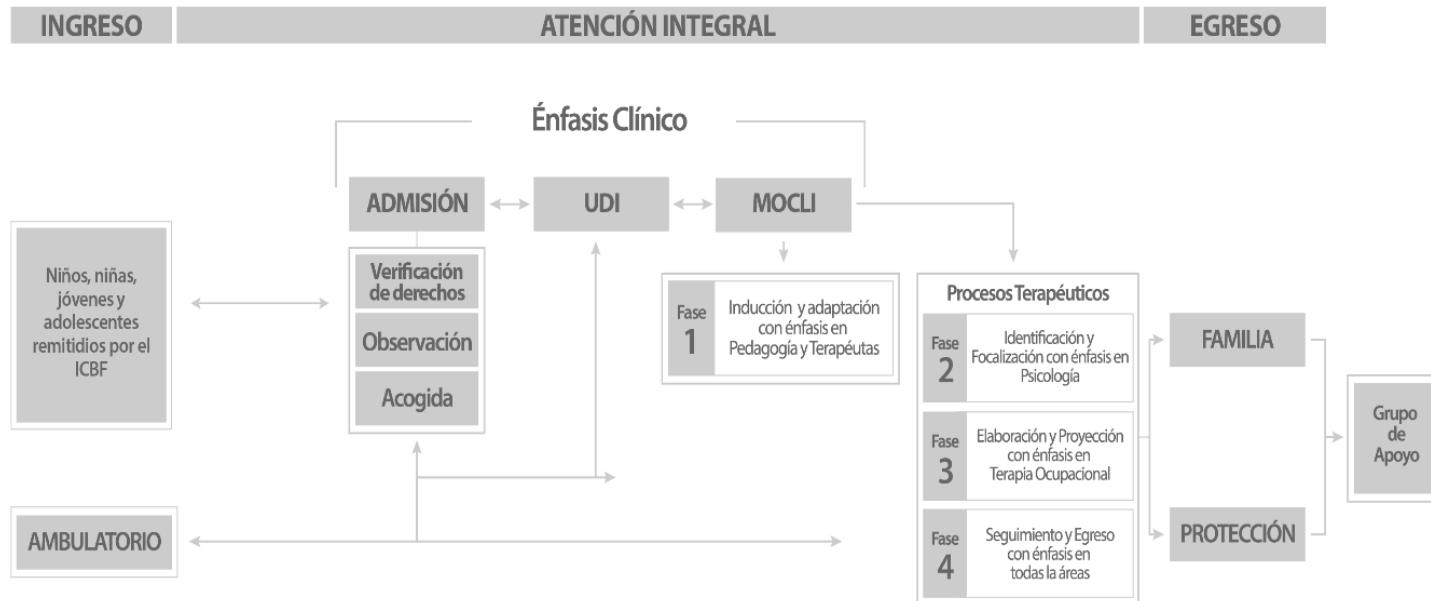 INGRESO
ATENCIÓN INTEGRAL
EGRESO
Énfasis Clínico
ADMISIÓN
UDI
MOCLI
Niños, niñas,
jóvenes y
adolescentes
remitidios por el
ICBF
Verificación
de derechos
Observación
Acogida
Fase
1
Inducción y adaptación
con énfasis en
Pedagogía y Terapéutas
Procesos Terapéuticos
Fase
2
Identificación y
Focalización con énfasis en
Psicología
Fase
3
Elaboración y Proyección
con énfasis en
Terapia Ocupacional
Fase
4
Seguimiento y Egreso
con énfasis en
todas la áreas
FAMILIA
PROTECCIÓN
Grupo
de
Apoyo
AMBULATORIO